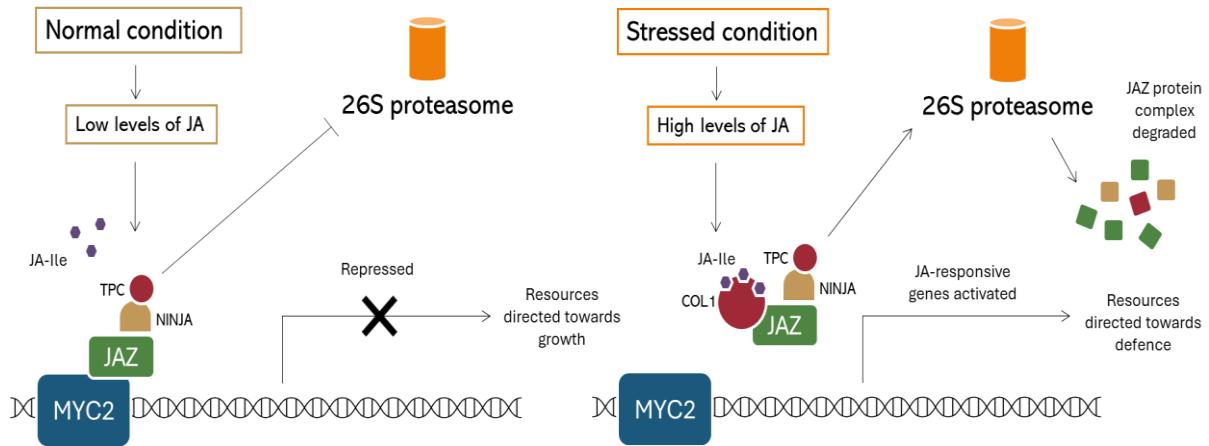 Normal condition
Low levels of JA
26S proteasome
JA-Ile
TPC
NINJA
JAZ
MYC2
Repressed
Resources
directed towards
growth
Stressed condition
High levels of JA
26S proteasome
JAZ protein
complex
degraded
JA-Ile
TPC
COL1
NINJA
JAZ
MYC2
JA-responsive
genes activated
Resources
directed towards
defence